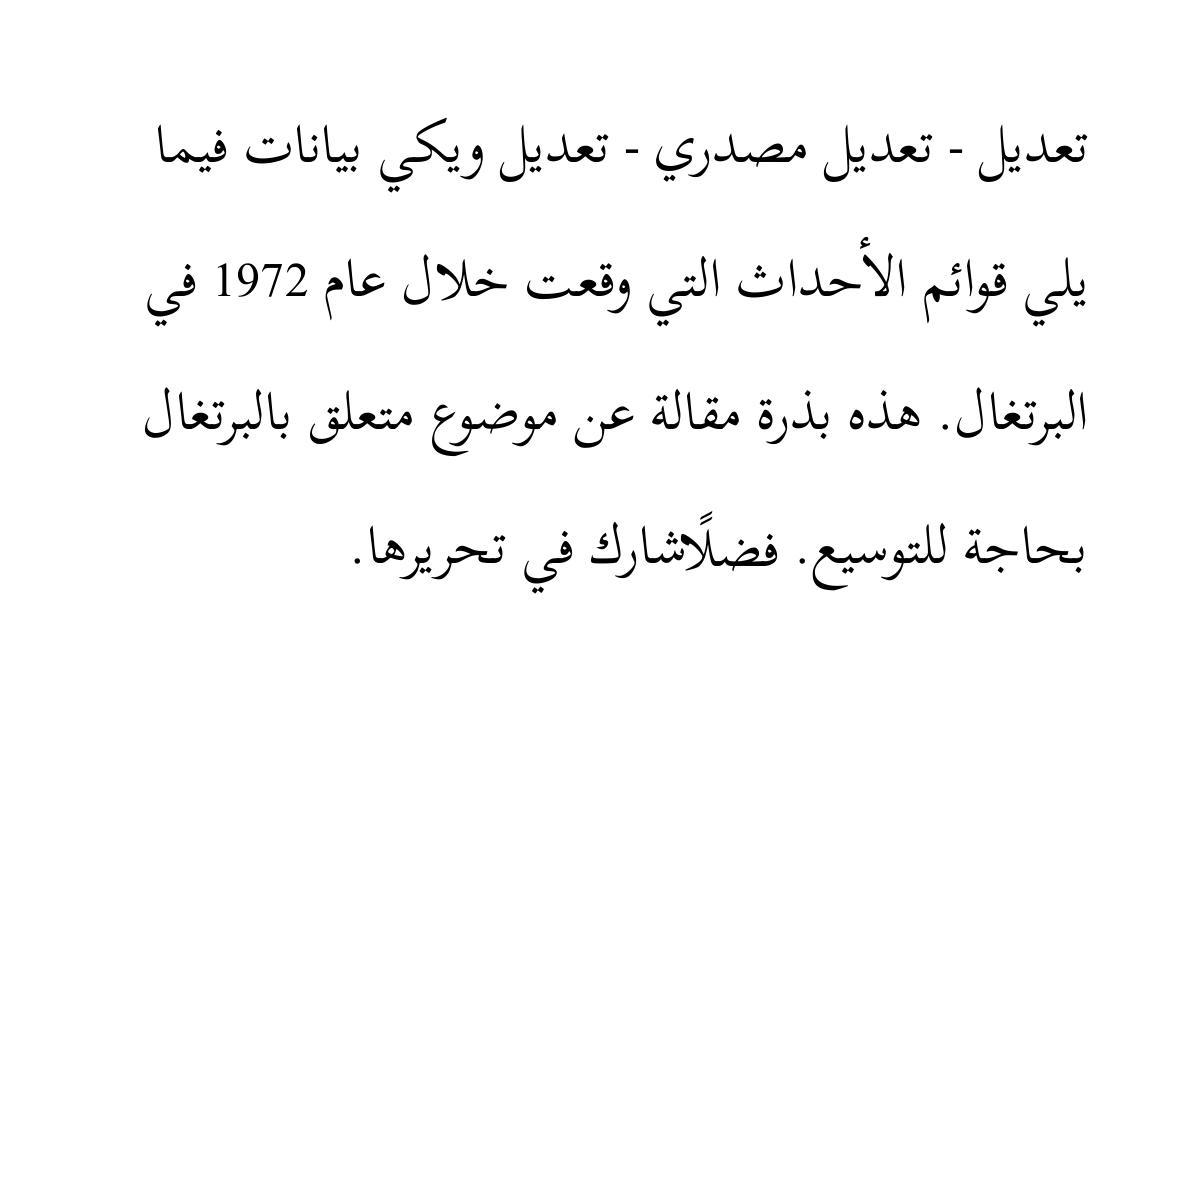 تعديل - تعديل مصدري - تعديل ويكي بيانات فيما
يلي قوائم الأحداث التي وقعت خلال عام 1972 في
البرتغال. هذه بذرة مقالة عن موضوع متعلق بالبرتغال
بحاجة للتوسيع. فضلًاشارك في تحريرها.